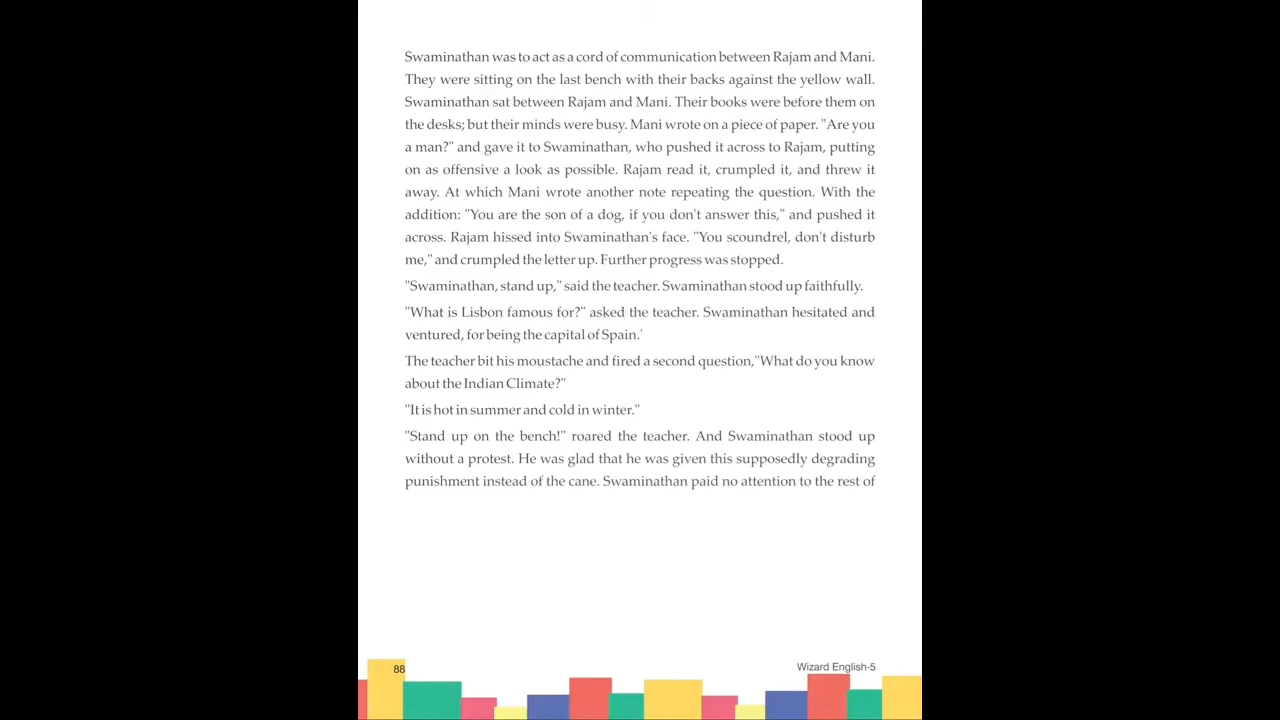 Swaminathan was to act as a cord of communication between Rajam and Mani.
They were sitting on the last bench with their backs against the yellow wall.
Swaminathan sat between Rajam and Mani. Their books were before them on
the desks; but their minds were busy. Mani wrote on a piece of paper. "Are you
a man?" and gave it to Swaminathan, who pushed it across to Rajam, putting
on as offensive a look as possible. Rajam read it, crumpled it, and threw it
away. At which Mani wrote another note repeating the question. With the
addition: "You are the son of a dog, if you don't answer this," and pushed it
across. Rajam hissed into Swaminathan's face. "You scoundrel, don't disturb
me," and crumpled the letter up. Further progress was stopped.
"Swaminathan, stand up," said the teacher. Swaminathan stood up faithfully.
"What is Lisbon famous for?" asked the teacher. Swaminathan hesitated and
ventured, for being the capital of Spain.'
The teacher bit his moustache and fired a second question,"What do you know
about the Indian Climate?"
"It is hot in summer and cold in winter."
"Stand up on the bench!" roared the teacher. And Swaminathan stood up
without a protest. He was glad that he was given this supposedly degrading
punishment instead of the cane. Swaminathan paid no attention to the rest of
88
Wizard English-5